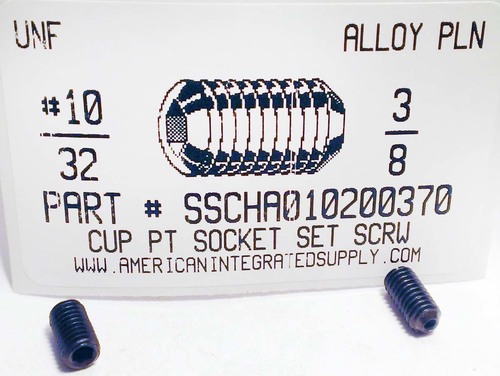 UNF ALLOY PLN
#10 3
32 8
PART # SSCHA010200370
CUP PT SOCKET SET SCRW
WWW.AMERICANINTEGRATEDSUPPLY.COM